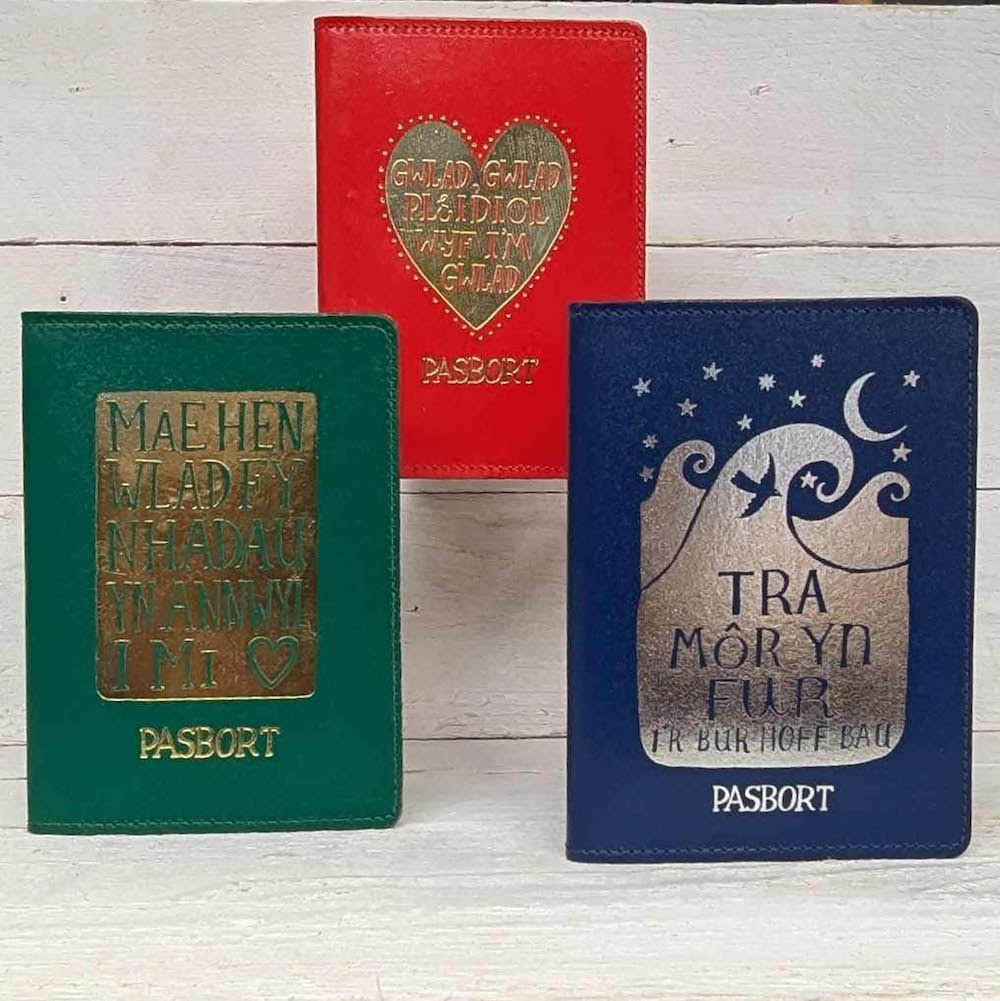 GWLAD, GWLAD
PLEIDIOL
WYF I'M
GWLAD
PASBORT
MAE HEN
WLAD FY
NHADAU
YN ANNWYL
I MI
PASBORT
TRA
MÔR YN
FUR
I'R BUR HOFF BAU
PASBORT